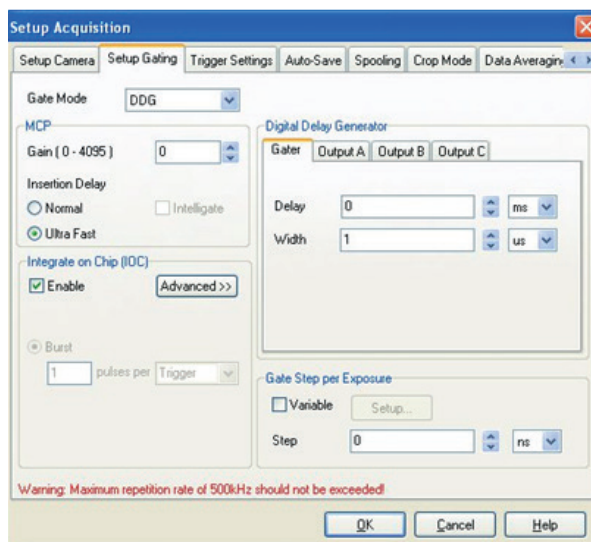 Setup Acquisition
Setup Camera Setup Gating Trigger Settings Auto-Save Spooling Crop Mode Data Averaging
Gate Mode DDG
MCP
Gain ( 0 - 4095 ) 0
Insertion Delay
Normal Intelligate
Ultra Fast
Integrate on Chip (IOC)
Enable Advanced >>
Burst
1 pulses per Trigger
Digital Delay Generator
Gater Output A Output B Output C
Delay 0 ms
Width 1 us
Gate Step per Exposure
Variable Setup...
Step 0 ns
Warning: Maximum repetition rate of 500kHz should not be exceeded!
OK Cancel Help